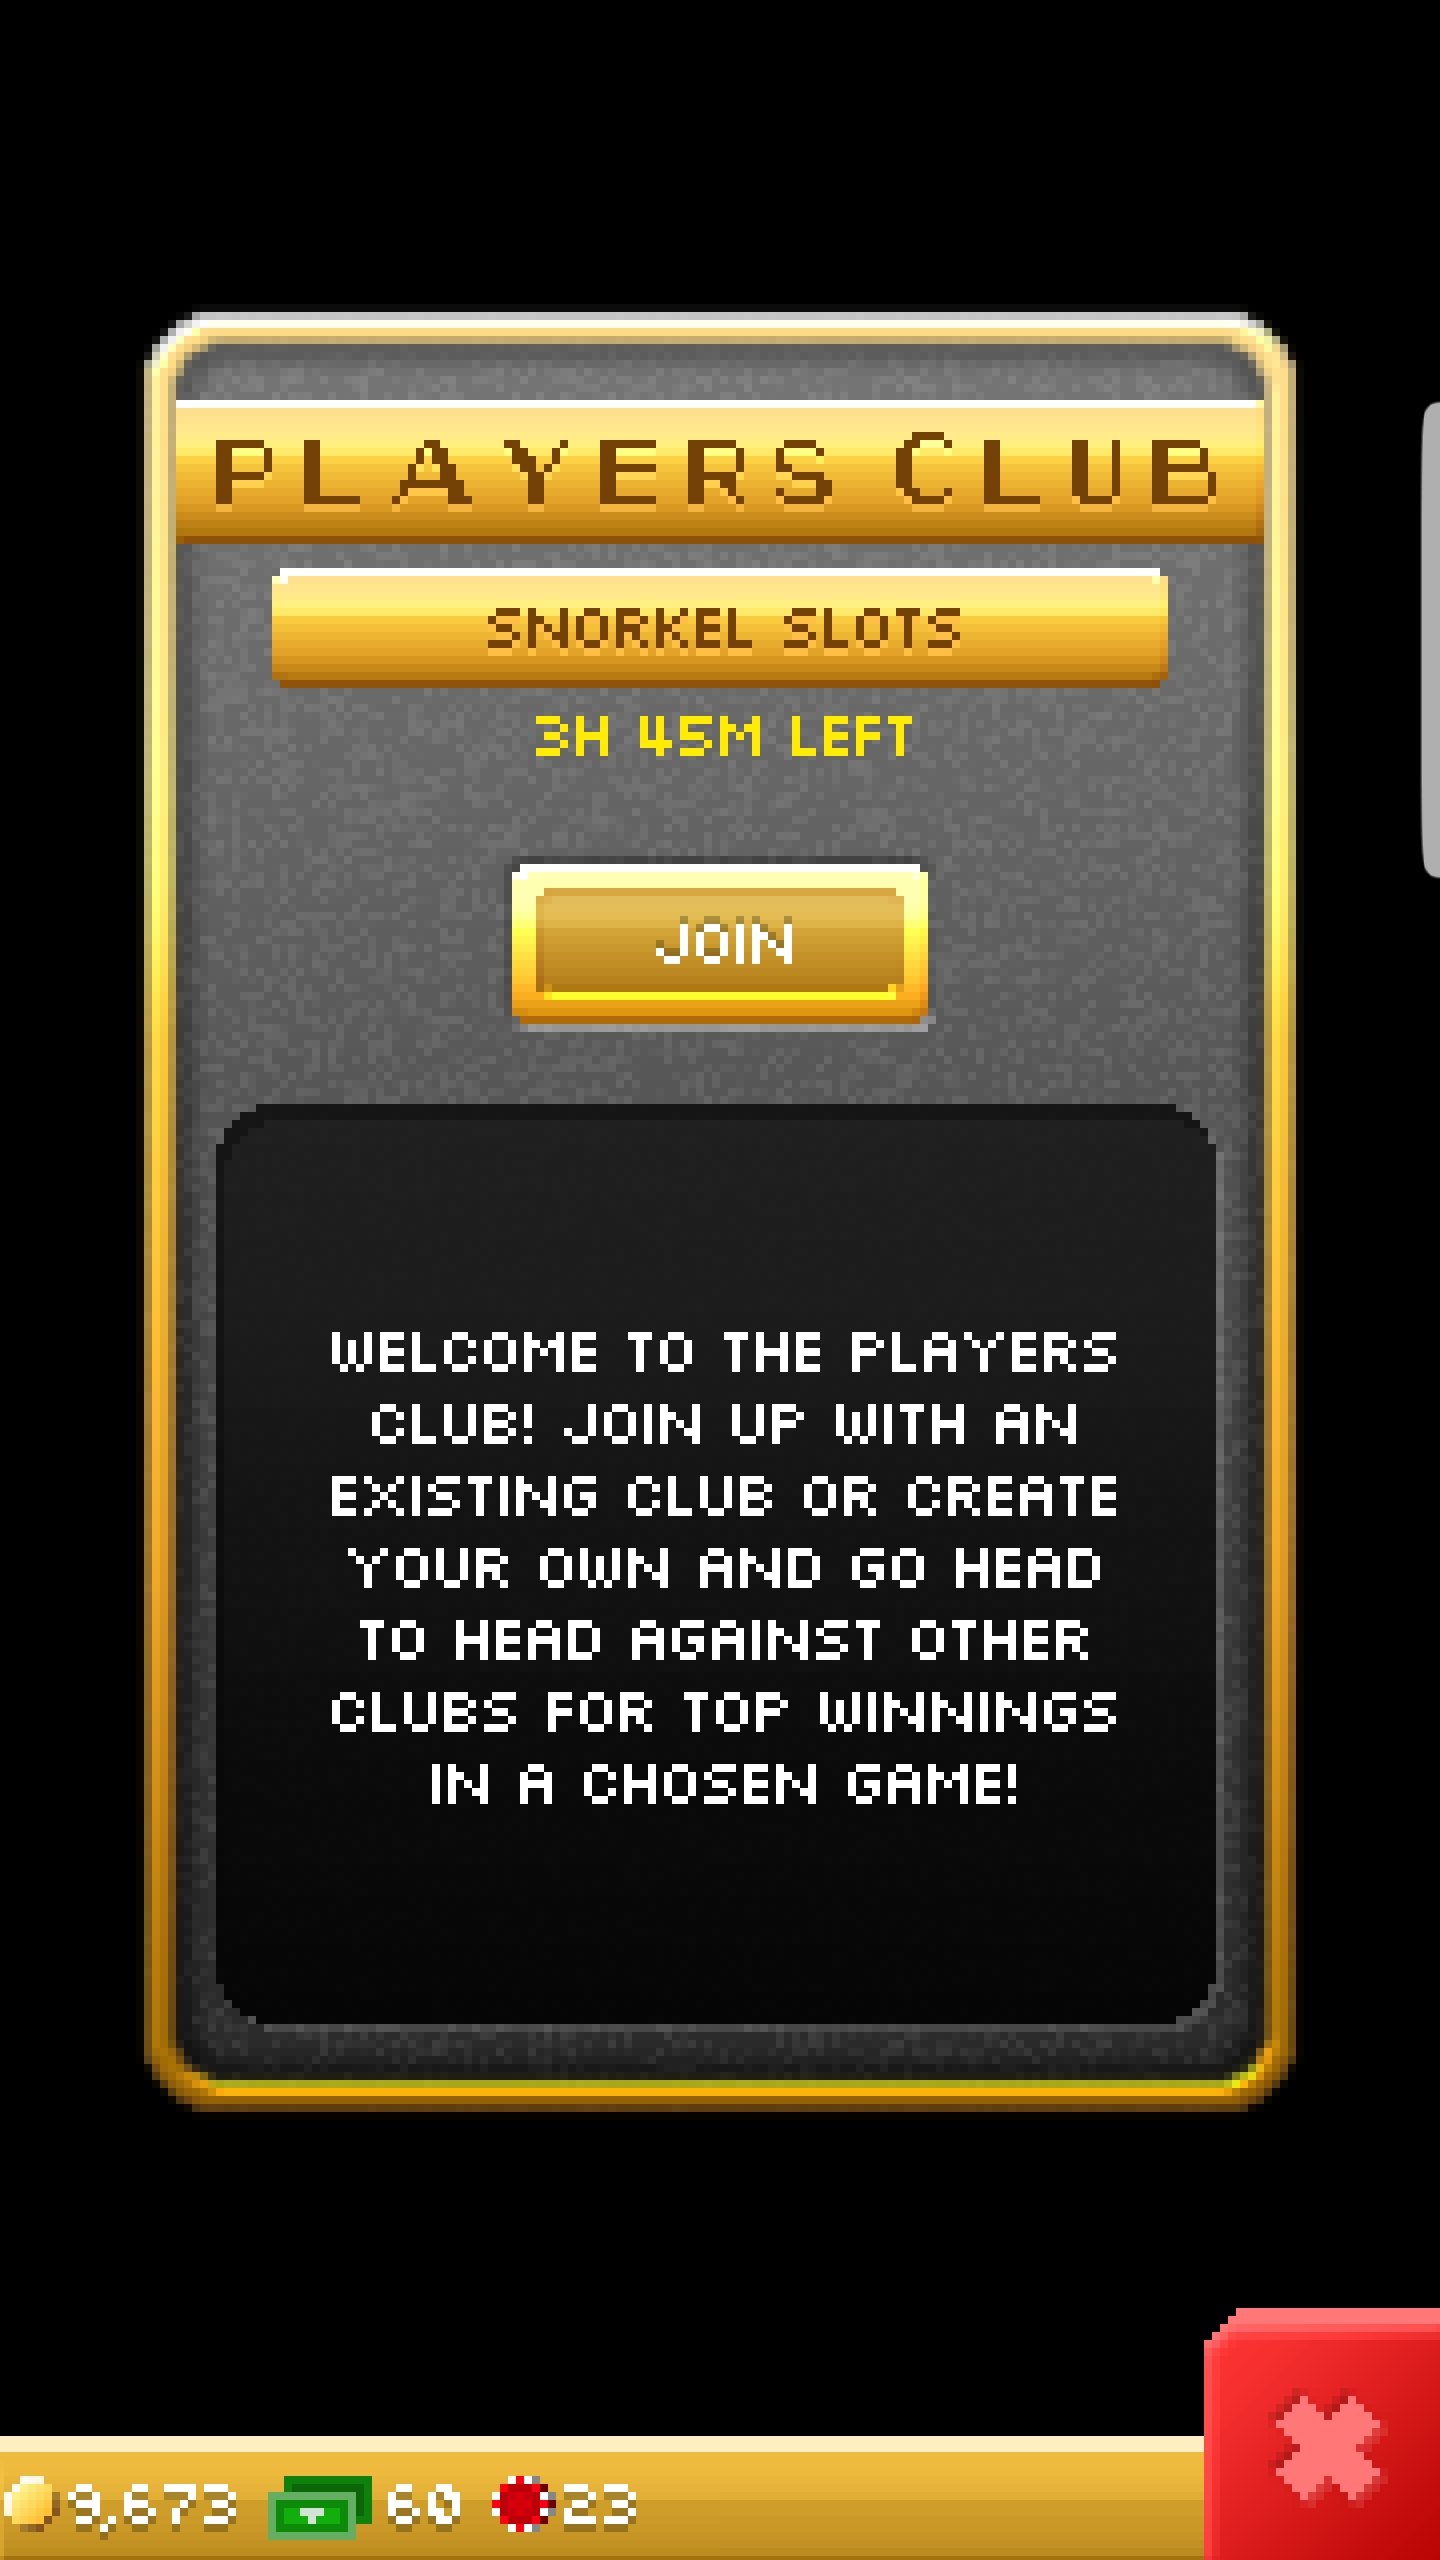 PLAYERS CLUB
SNORKEL SLOTS
3H 45M LEFT
JOIN
WELCOME TO THE PLAYERS
CLUB! JOIN UP WITH AN
EXISTING CLUB OR CREATE
YOUR OWN AND GO HEAD
TO HEAD AGAINST OTHER
CLUBS FOR TOP WINNINGS
IN A CHOSEN GAME!
9,673 60 23